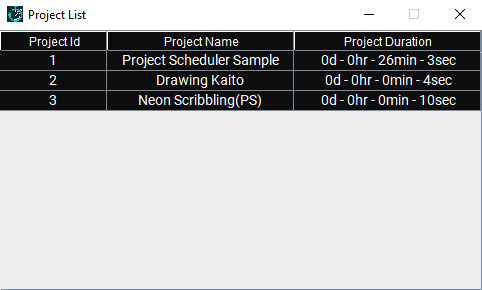 Project List
Project Id Project Name Project Duration
1 Project Scheduler Sample 0d - 0hr - 26min - 3sec
2 Drawing Kaito 0d - 0hr - 0min - 4sec
3 Neon Scribbling(PS) 0d - 0hr - 0min - 10sec